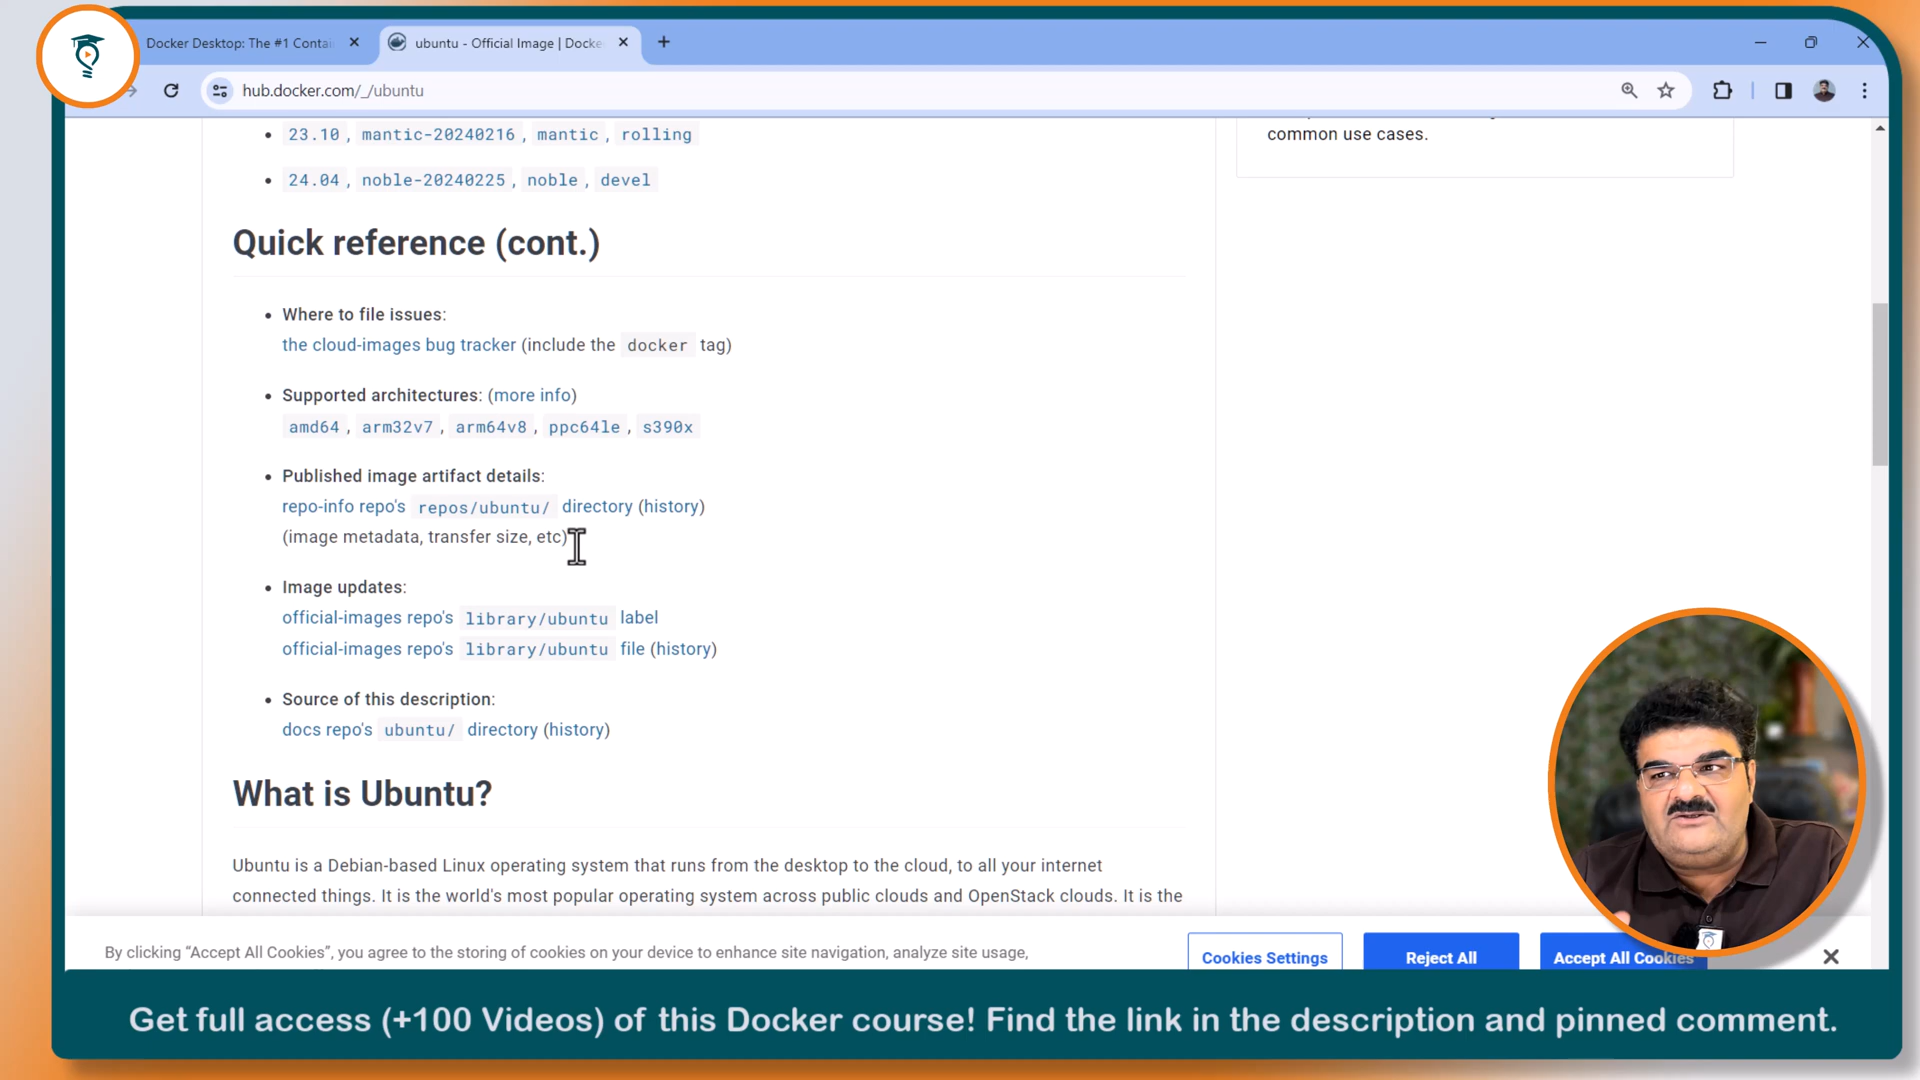 Docker Desktop: The #1 Contai
ubuntu - Official Image | Docke
hub.docker.com/_/ubuntu
23.10 , mantic-20240216 , mantic , rolling
24.04 , noble-20240225 , noble , devel
common use cases.
Quick reference (cont.)
Where to file issues:
the cloud-images bug tracker (include the docker tag)
Supported architectures: (more info)
amd64 , arm32v7 , arm64v8 , ppc64le , s390x
Published image artifact details:
repo-info repo's repos/ubuntu/ directory (history)
(image metadata, transfer size, etc)
Image updates:
official-images repo's library/ubuntu label
official-images repo's library/ubuntu file (history)
Source of this description:
docs repo's ubuntu/ directory (history)
What is Ubuntu?
Ubuntu is a Debian-based Linux operating system that runs from the desktop to the cloud, to all your internet
connected things. It is the world's most popular operating system across public clouds and OpenStack clouds. It is the
By clicking “Accept All Cookies”, you agree to the storing of cookies on your device to enhance site navigation, analyze site usage,
Cookies Settings
Reject All
Accept All Cookies
Get full access (+100 Videos) of this Docker course! Find the link in the description and pinned comment.